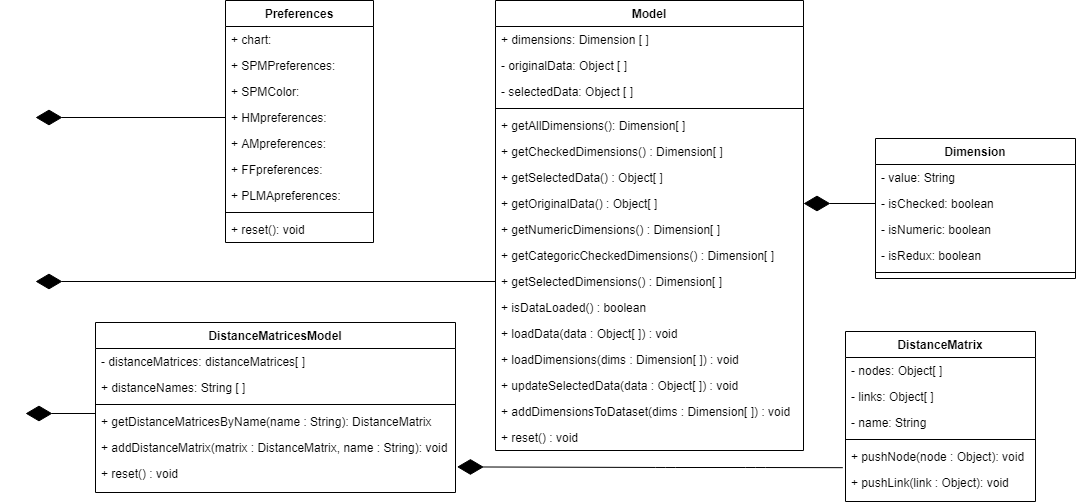 Preferences
+ chart:
+ SPMPreferences:
+ SPMColor:
+ HMpreferences:
+ AMpreferences:
+ FFpreferences:
+ PLMApreferences:
+ reset(): void
Model
+ dimensions: Dimension [ ]
- originalData: Object [ ]
- selectedData: Object [ ]
+ getAllDimensions(): Dimension[ ]
+ getCheckedDimensions() : Dimension[ ]
+ getSelectedData() : Object[ ]
+ getOriginalData() : Object[ ]
+ getNumericDimensions() : Dimension[ ]
+ getCategoricCheckedDimensions() : Dimension[ ]
+ getSelectedDimensions() : Dimension[ ]
+ isDataLoaded() : boolean
+ loadData(data : Object[ ]) : void
+ loadDimensions(dims : Dimension[ ]) : void
+ updateSelectedData(data : Object[ ]) : void
+ addDimensionsToDataset(dims : Dimension[ ]) : void
+ reset() : void
Dimension
- value: String
- isChecked: boolean
- isNumeric: boolean
- isRedux: boolean
DistanceMatricesModel
- distanceMatrices: distanceMatrices[ ]
+ distanceNames: String [ ]
+ getDistanceMatricesByName(name : String): DistanceMatrix
+ addDistanceMatrix(matrix : DistanceMatrix, name : String): void
+ reset() : void
DistanceMatrix
- nodes: Object[ ]
- links: Object[ ]
- name: String
+ pushNode(node : Object): void
+ pushLink(link : Object): void